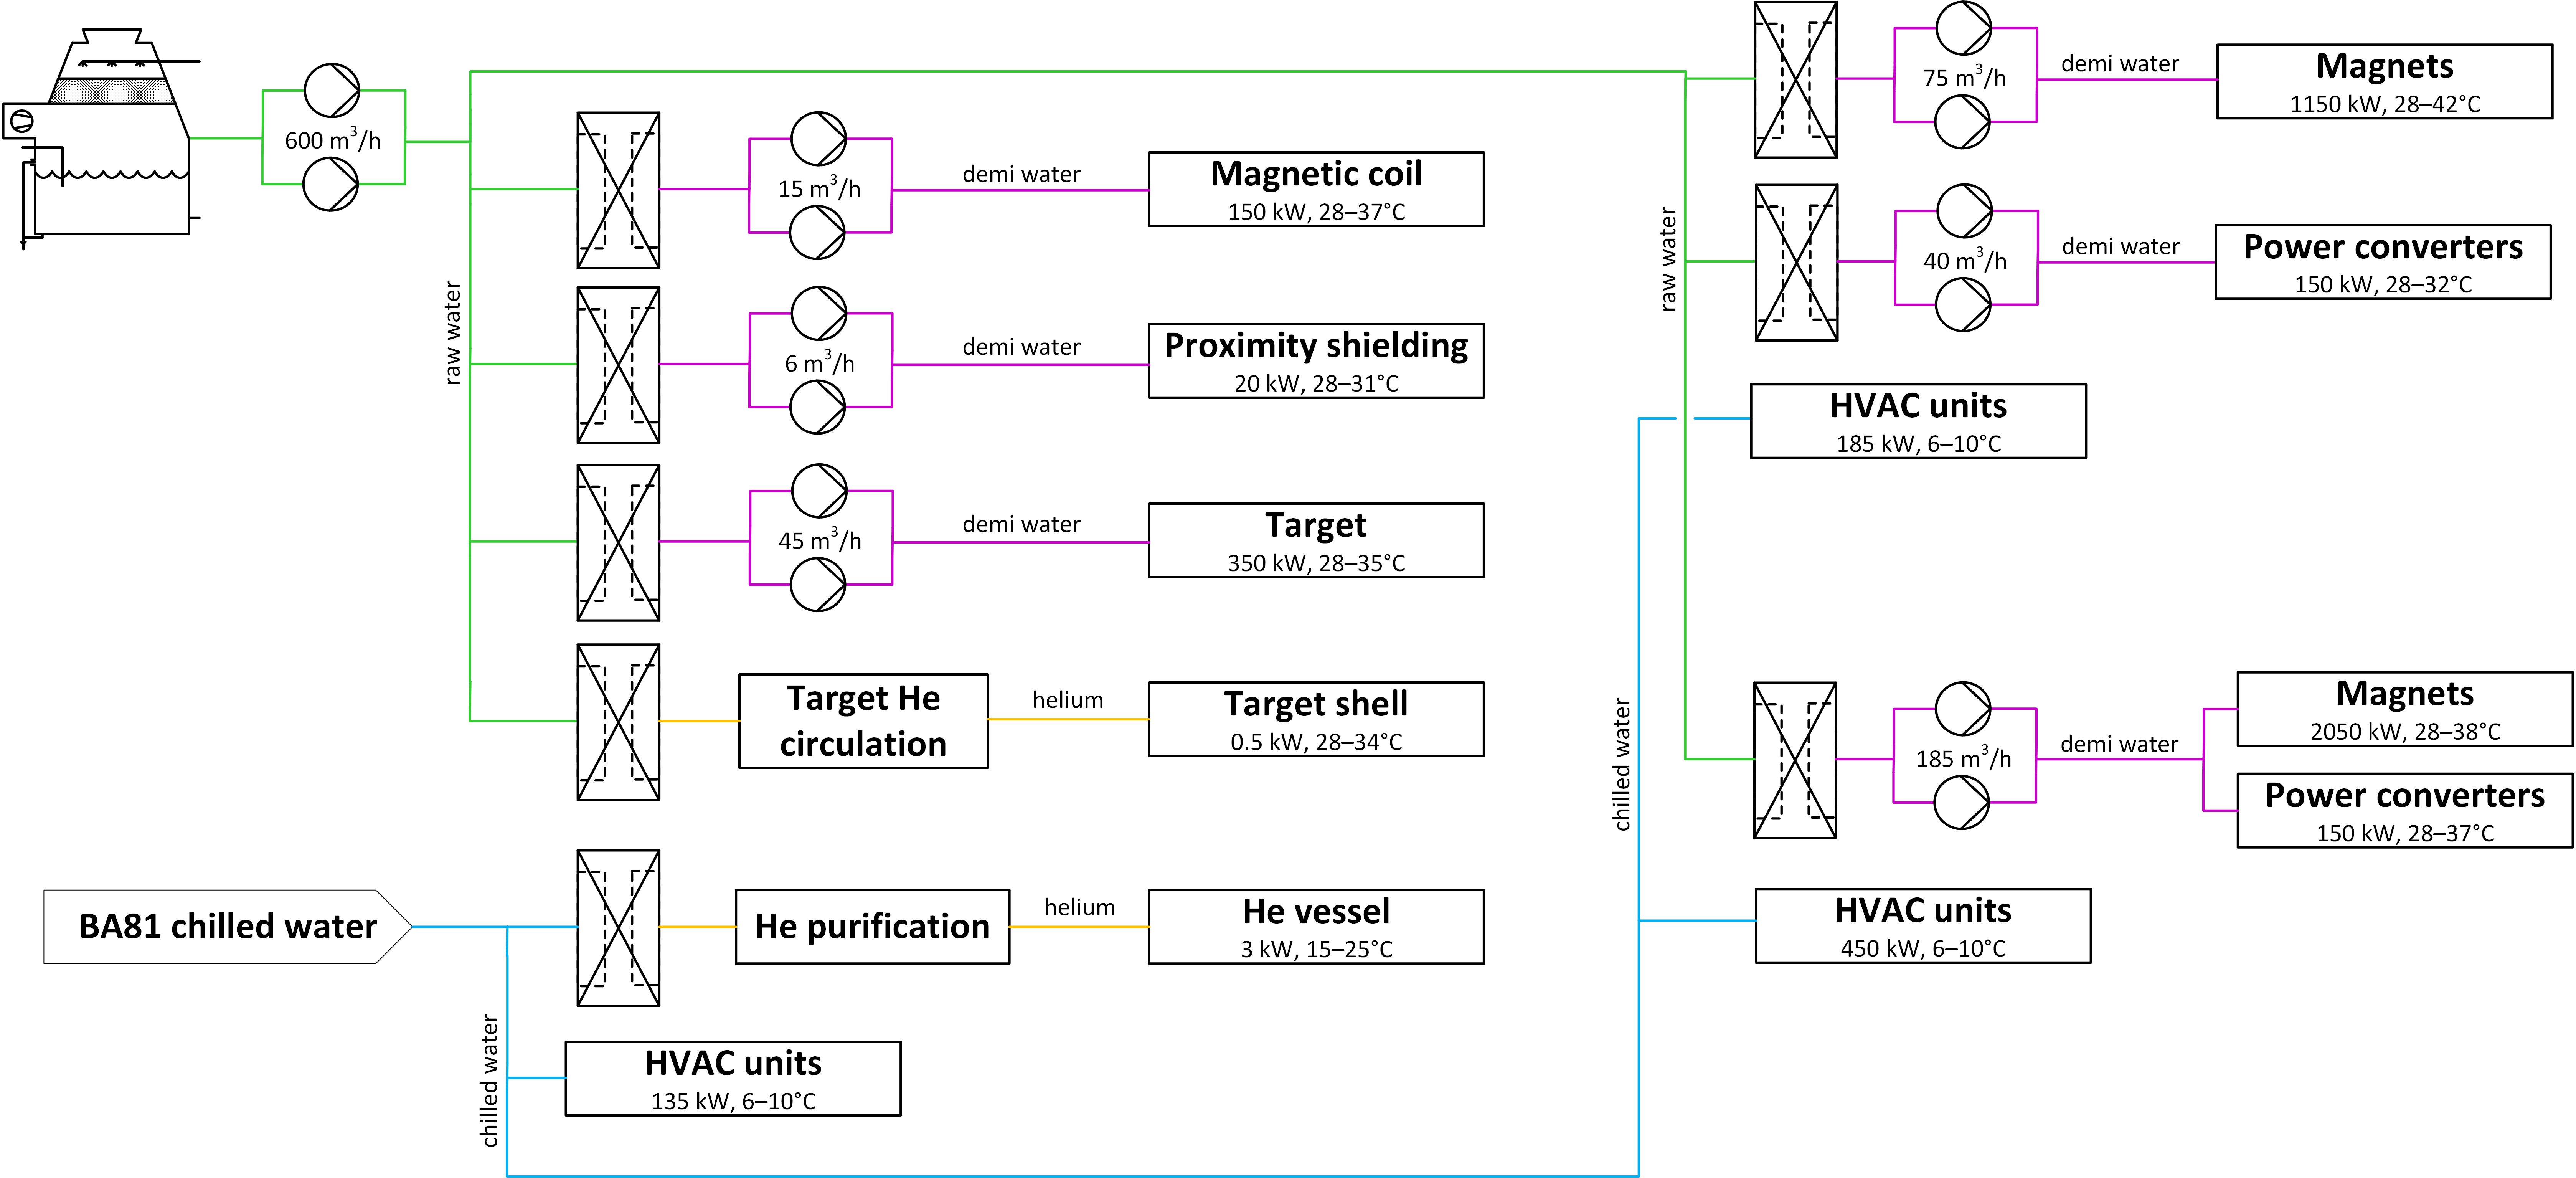 600 m³/h
raw water
15 m³/h
demi water
Magnetic coil
150 kW, 28–37°C
6 m³/h
demi water
Proximity shielding
20 kW, 28–31°C
45 m³/h
demi water
Target
350 kW, 28–35°C
Target He
circulation
helium
Target shell
0.5 kW, 28–34°C
BA81 chilled water
He purification
helium
He vessel
3 kW, 15–25°C
chilled water
HVAC units
135 kW, 6–10°C
raw water
75 m³/h
demi water
Magnets
1150 kW, 28–42°C
40 m³/h
demi water
Power converters
150 kW, 28–32°C
HVAC units
185 kW, 6–10°C
chilled water
185 m³/h
demi water
Magnets
2050 kW, 28–38°C
Power converters
150 kW, 28–37°C
HVAC units
450 kW, 6–10°C